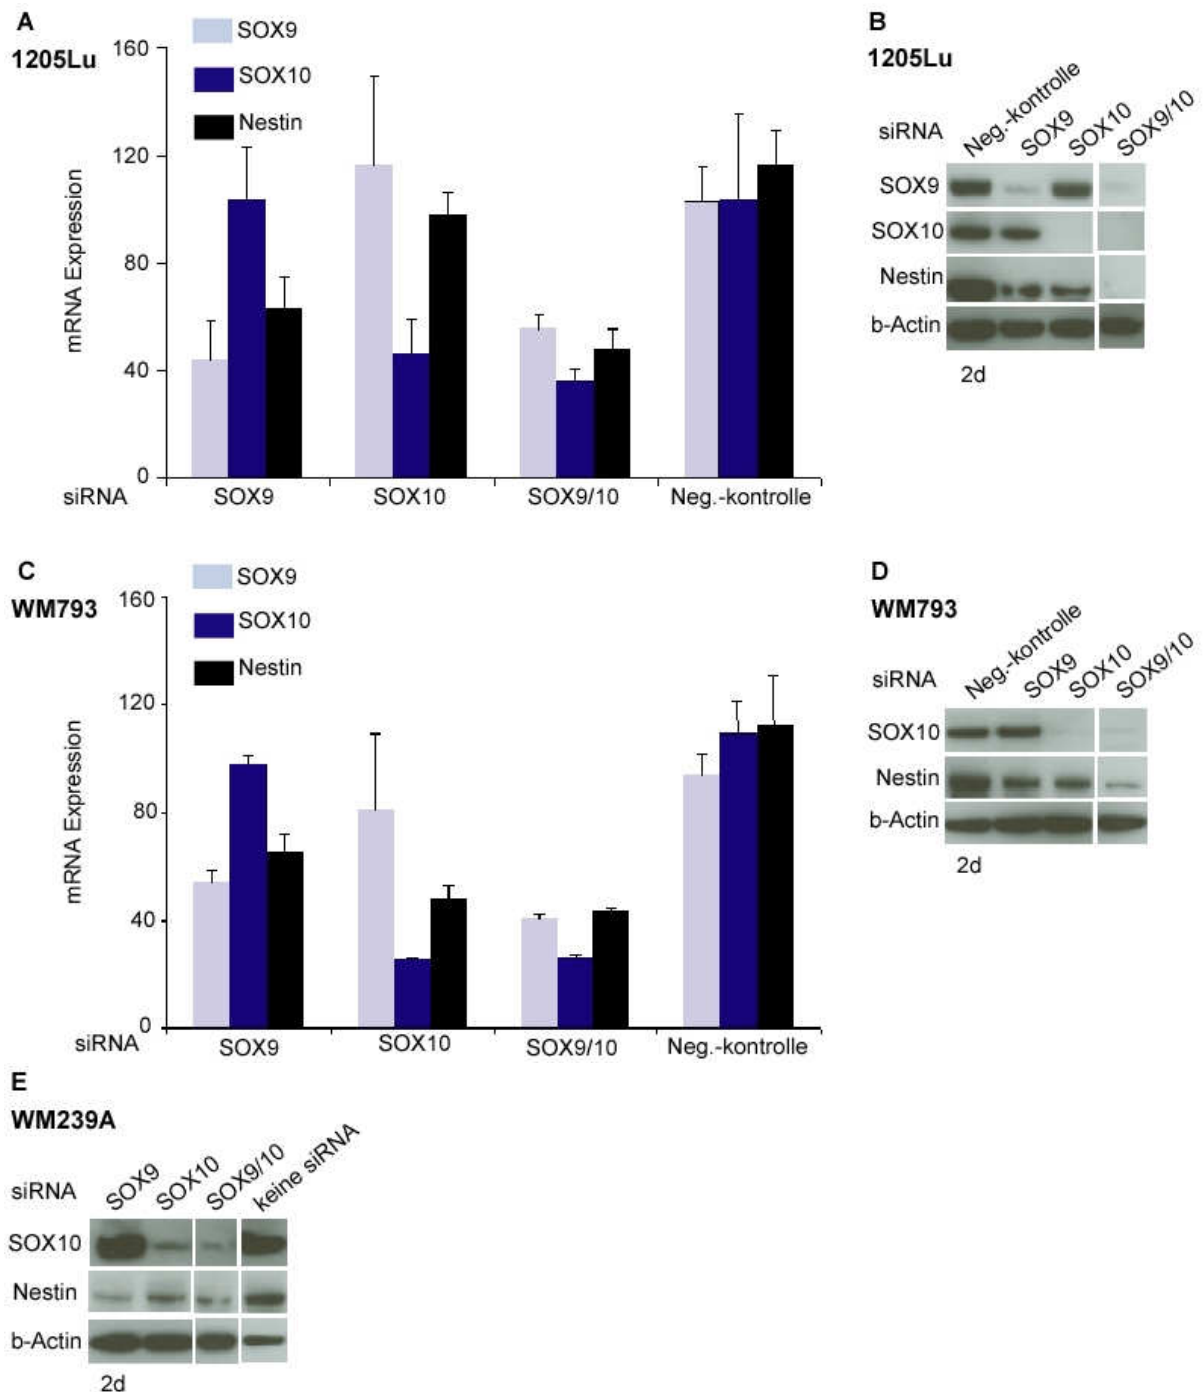 A
1205Lu
SOX9
SOX10
Nestin
mRNA Expression
160
120
80
40
0
siRNA
SOX9
SOX10
SOX9/10
Neg.-kontrolle
B
1205Lu
siRNA
Neg.-kontrolle
SOX9
SOX10
SOX9/10
SOX9
SOX10
Nestin
b-Actin
2d
C
WM793
SOX9
SOX10
Nestin
mRNA Expression
160
120
80
40
0
siRNA
SOX9
SOX10
SOX9/10
Neg.-kontrolle
D
WM793
siRNA
Neg.-kontrolle
SOX9
SOX10
SOX9/10
SOX10
Nestin
b-Actin
2d
E
WM239A
siRNA
SOX9
SOX10
SOX9/10
keine siRNA
SOX10
Nestin
b-Actin
2d